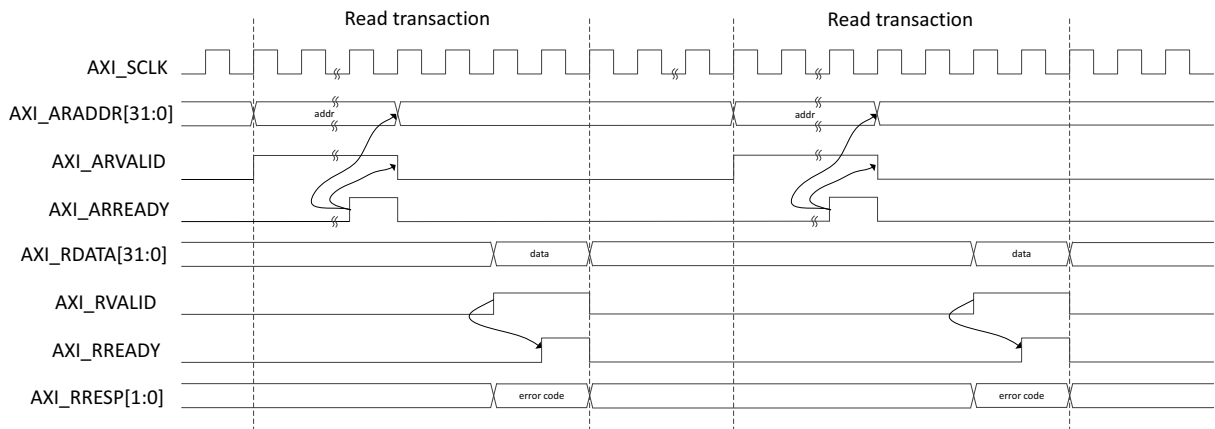 Read transaction Read transaction
AXI_SCLK
AXI_ARADDR[31:0] addr addr
AXI_ARVALID
AXI_ARREADY
AXI_RDATA[31:0] data data
AXI_RVALID
AXI_RREADY
AXI_RRESP[1:0] error code error code